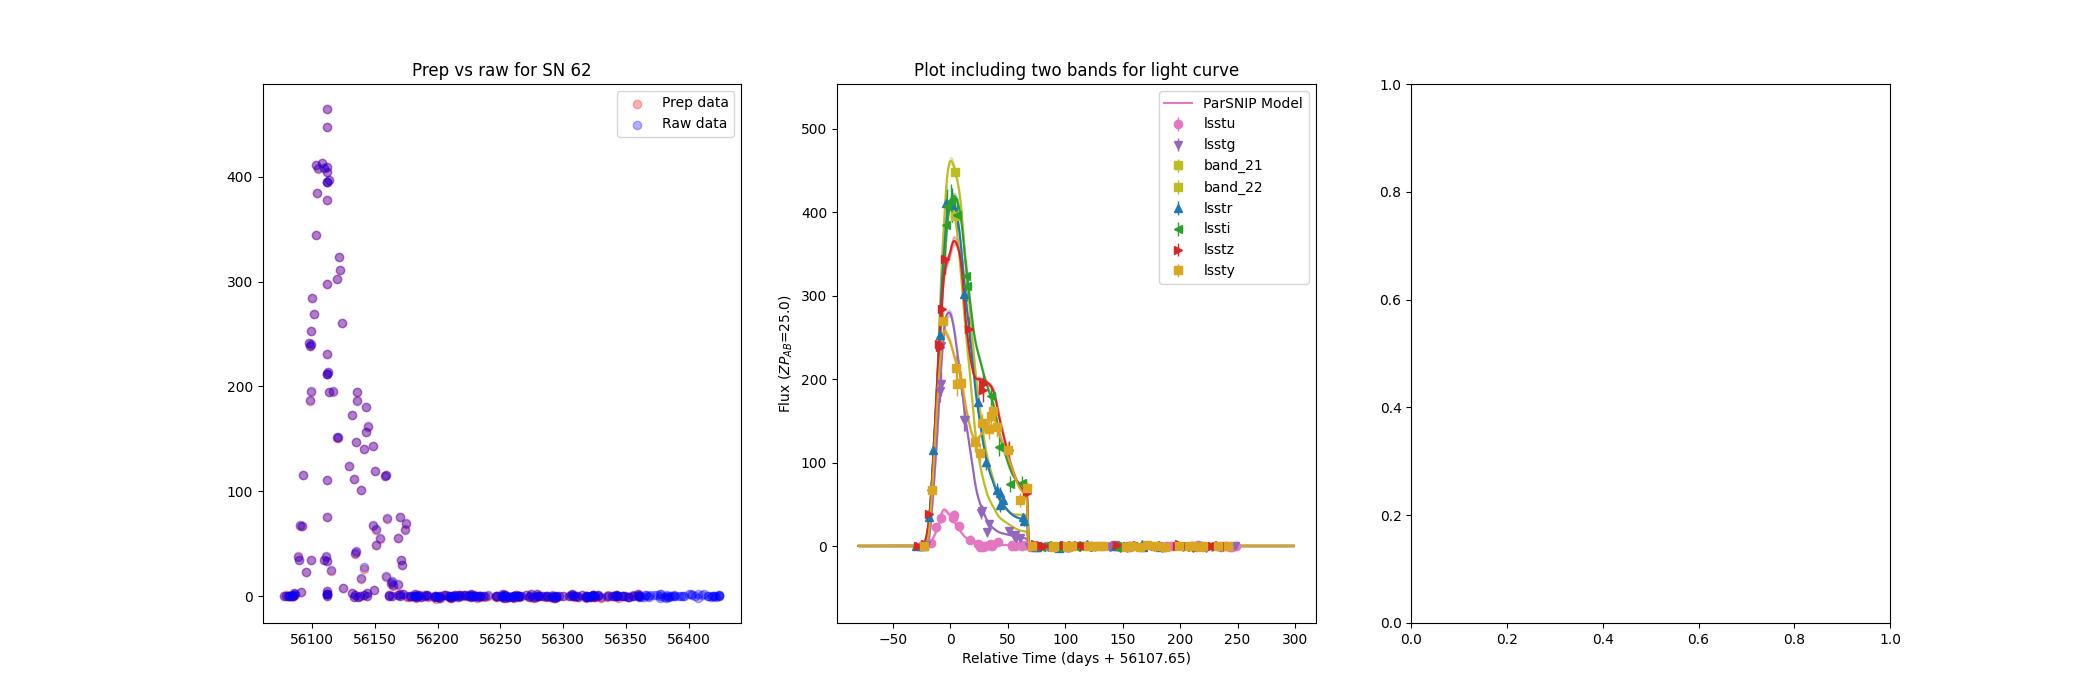 Prep vs raw for SN 62
Prep data
Raw data
400
300
200
100
0
56100 56150 56200 56250 56300 56350 56400
Plot including two bands for light curve
ParSNIP Model
lsstu
lsstg
band_21
band_22
lsstr
lssti
lsstz
lssty
Flux (ZP_AB=25.0)
500
400
300
200
100
0
−50 0 50 100 150 200 250 300
Relative Time (days + 56107.65)
1.0
0.8
0.6
0.4
0.2
0.0
0.0 0.2 0.4 0.6 0.8 1.0